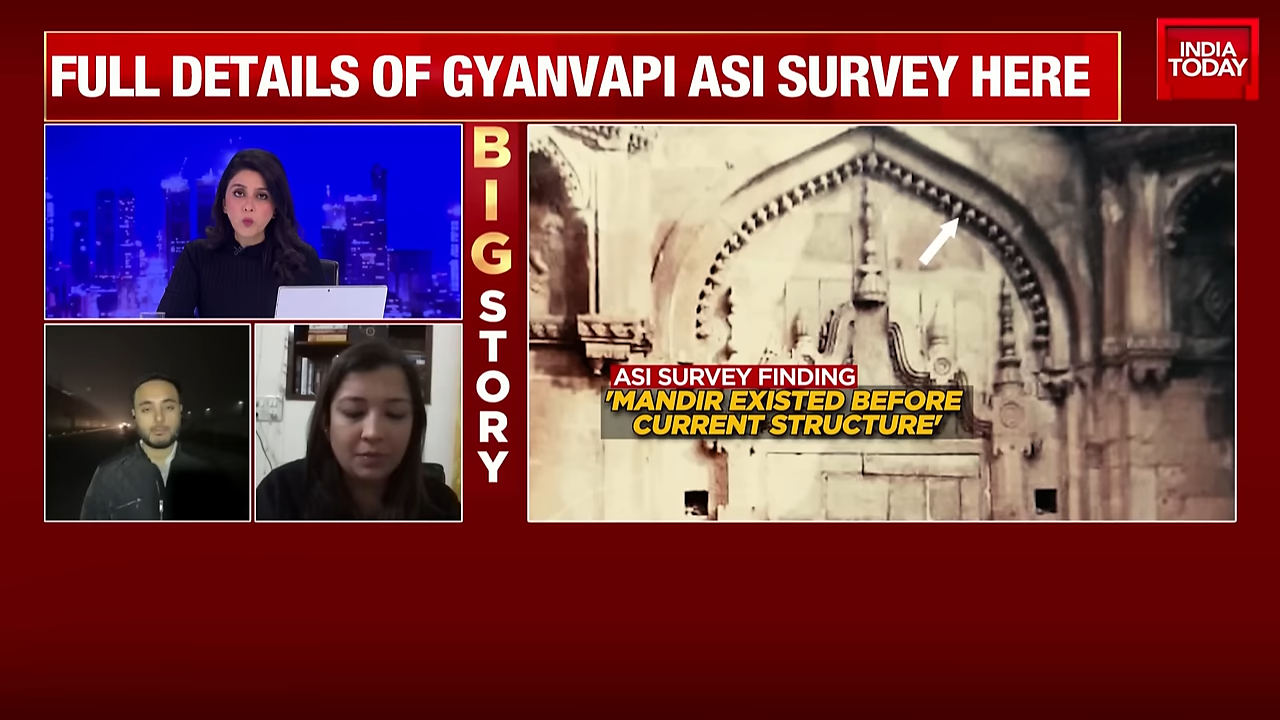 FULL DETAILS OF GYANVAPI ASI SURVEY HERE
INDIA
TODAY
BIG STORY
ASI SURVEY FINDING
'MANDIR EXISTED BEFORE
CURRENT STRUCTURE'